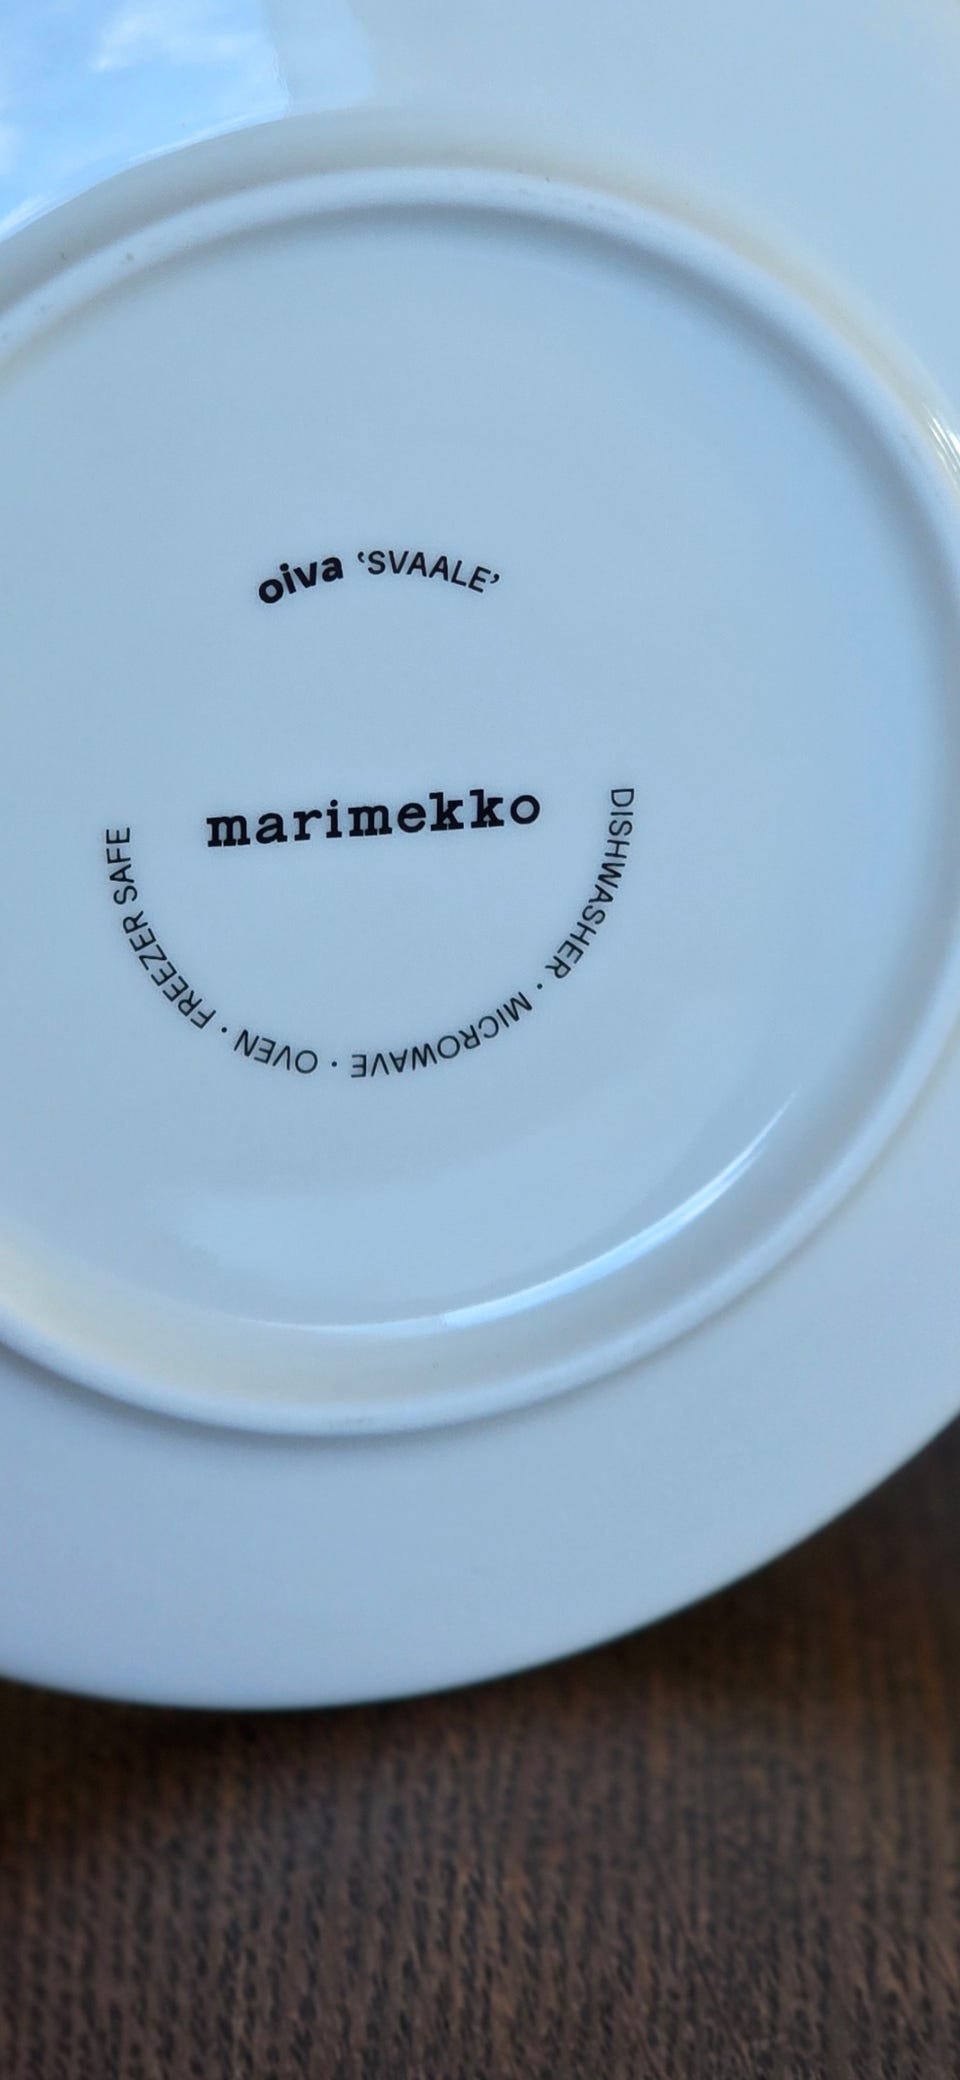 oiva ‘SVAALE’
marimekko
DISHWASHER · MICROWAVE · OVEN · FREEZER SAFE